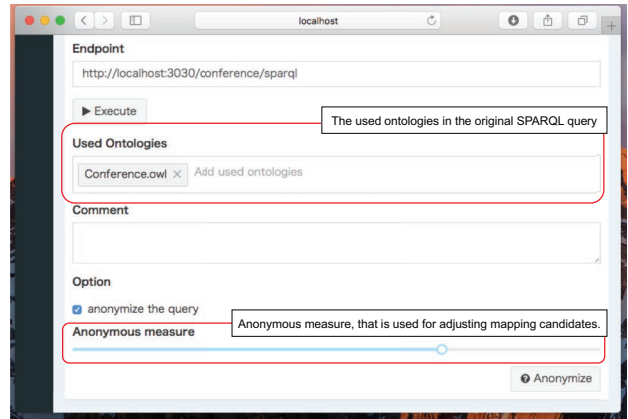 localhost
Endpoint
http://localhost:3030/conference/sparql
Execute
The used ontologies in the original SPARQL query
Used Ontologies
Conference.owl × Add used ontologies
Comment
Option
anonymize the query
Anonymous measure, that is used for adjusting mapping candidates.
Anonymous measure
Anonymize